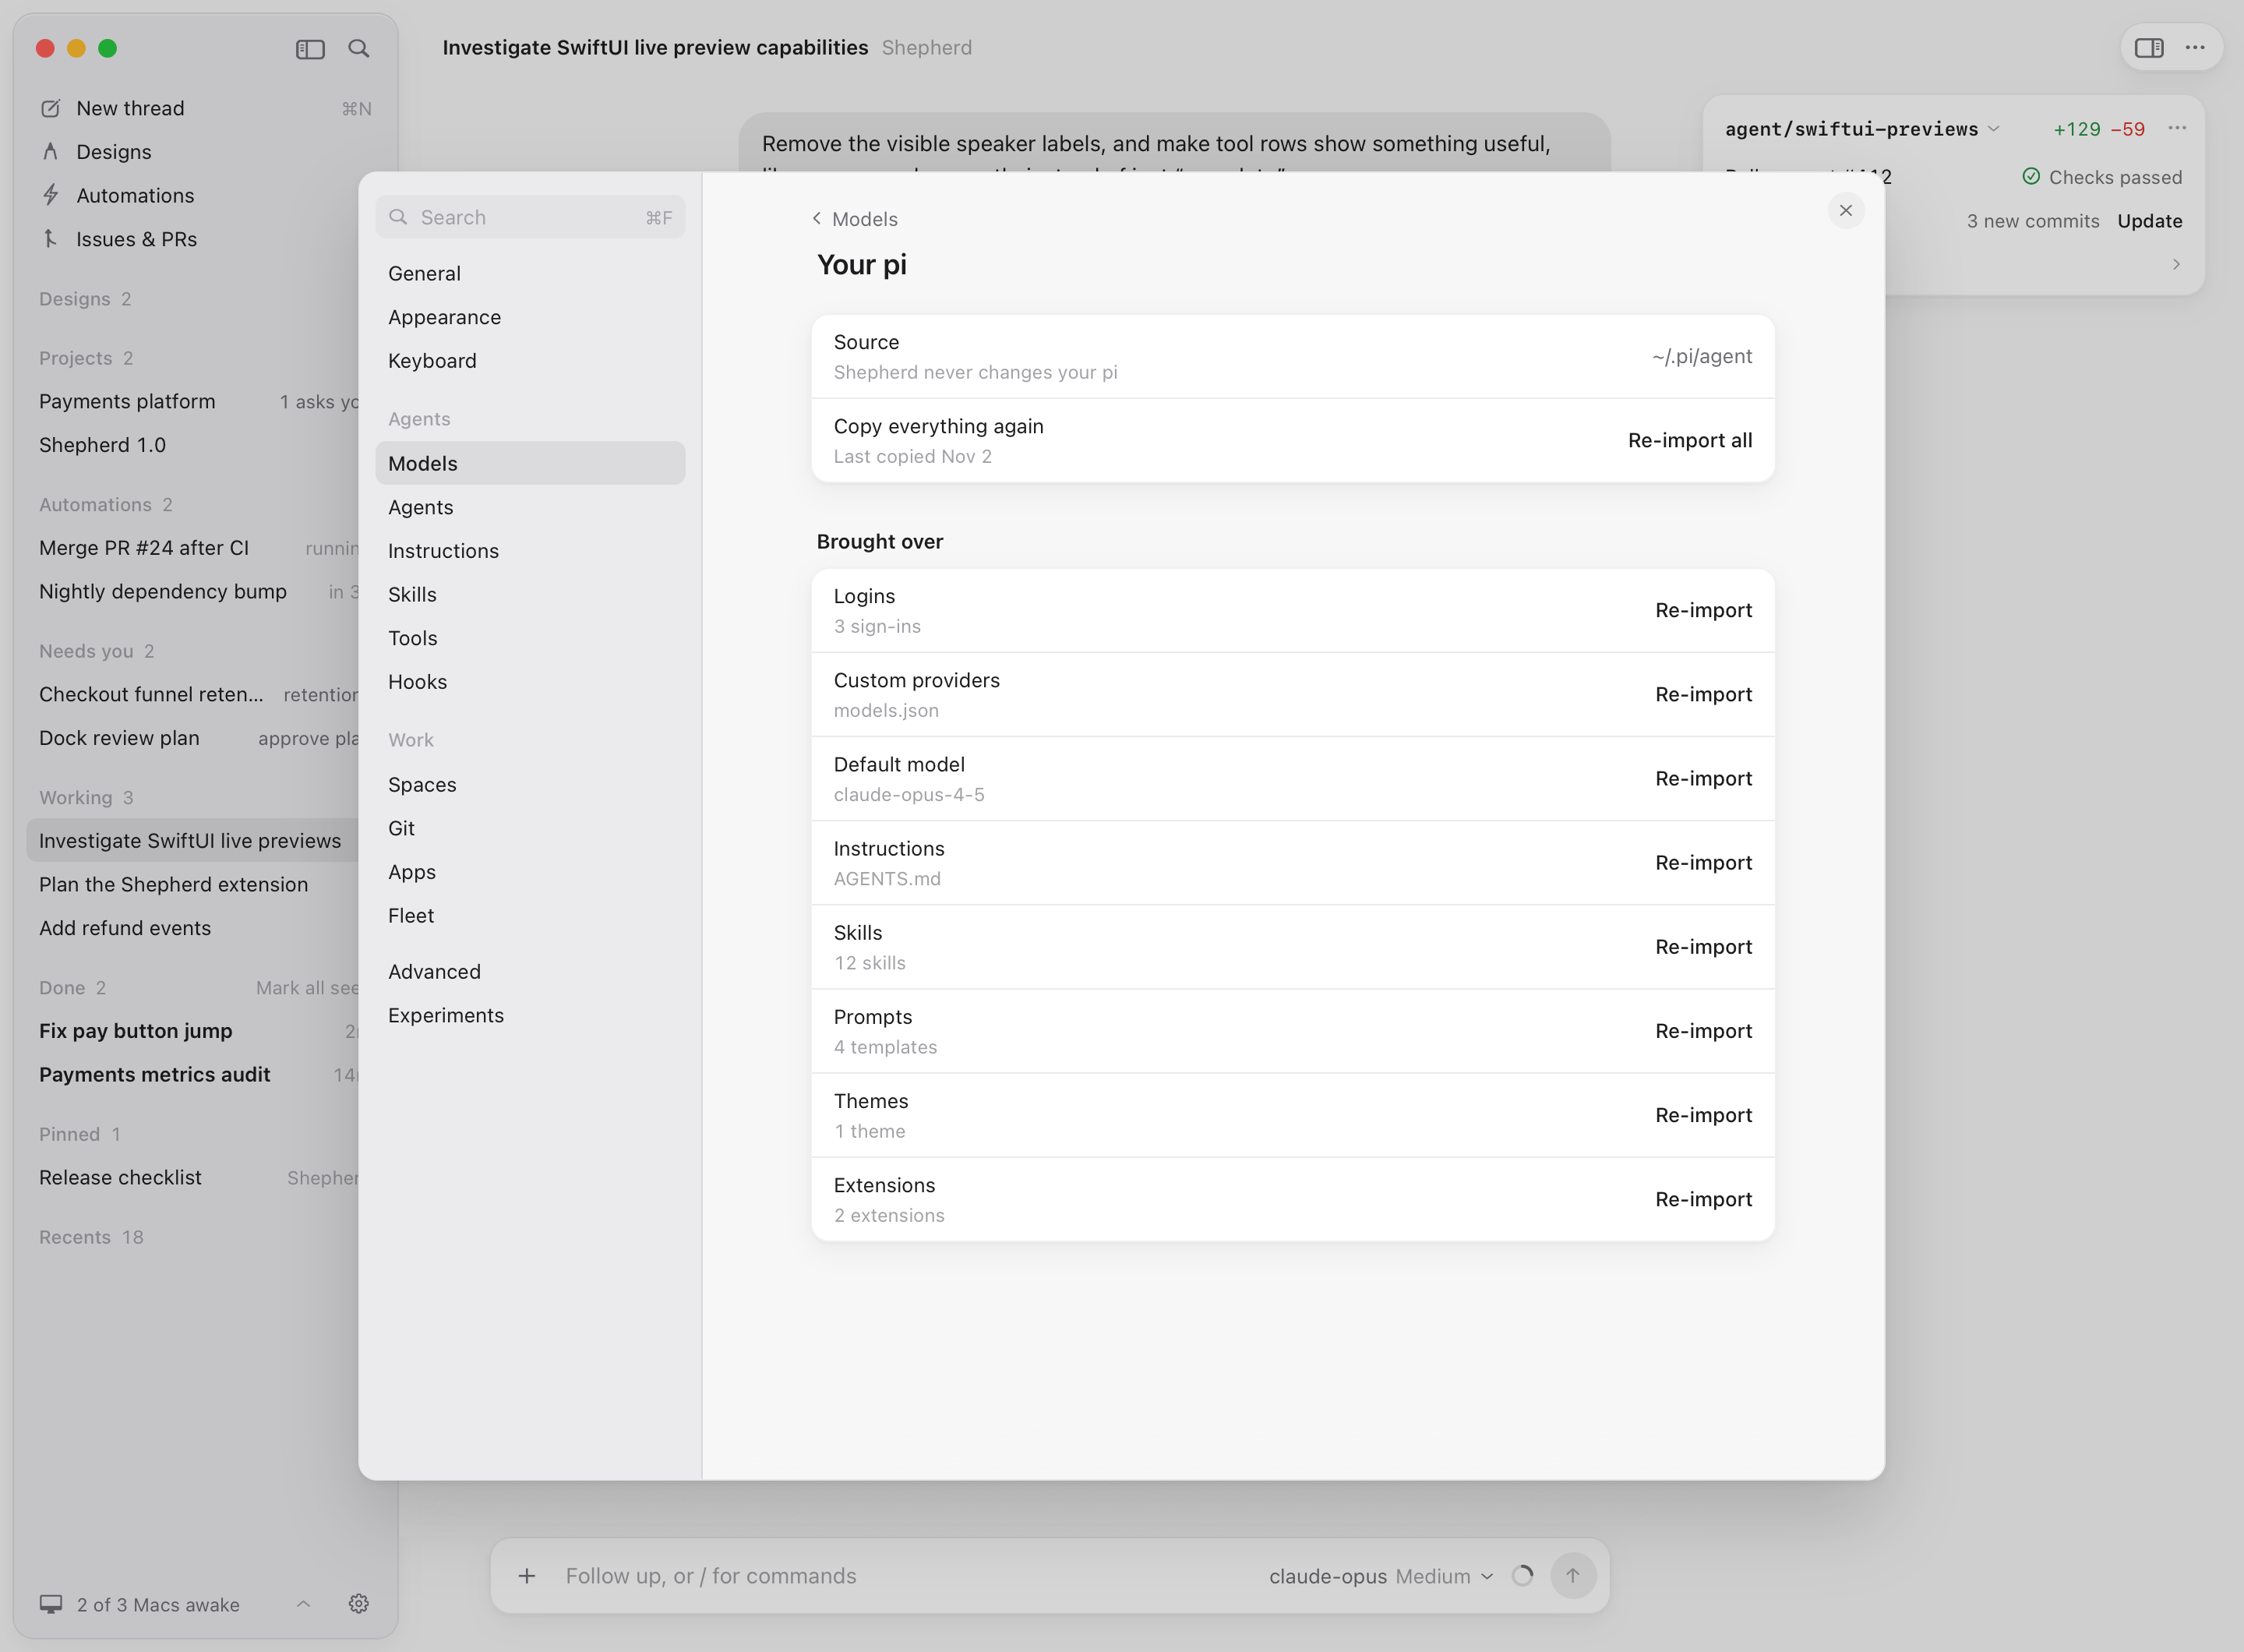 Investigate SwiftUI live preview capabilities Shepherd
New thread ⌘N
Designs
Automations
Issues & PRs
Designs 2
Projects 2
Payments platform 1 asks
Shepherd 1.0
Automations 2
Merge PR #24 after CI
Nightly dependency bump in
Needs you 2
Checkout funnel reten...
Dock review plan approve
Working 3
Investigate SwiftUI live previews
Plan the Shepherd extension
Add refund events
Done 2 Mark all
Fix pay button jump
Payments metrics audit
Pinned 1
Release checklist
Recents 18
2 of 3 Macs awake
Remove the visible speaker labels, and make tool rows show something useful,
agent/swiftui-previews +129 −59
Checks passed
3 new commits Update
Search ⌘F
General
Appearance
Keyboard
Agents
Models
Agents
Instructions
Skills
Tools
Hooks
Work
Spaces
Git
Apps
Fleet
Advanced
Experiments
Models
Your pi
Source
Shepherd never changes your pi
~/.pi/agent
Copy everything again
Last copied Nov 2
Re-import all
Brought over
Logins
3 sign-ins
Re-import
Custom providers
models.json
Re-import
Default model
claude-opus-4-5
Re-import
Instructions
AGENTS.md
Re-import
Skills
12 skills
Re-import
Prompts
4 templates
Re-import
Themes
1 theme
Re-import
Extensions
2 extensions
Re-import
Follow up, or / for commands
claude-opus Medium